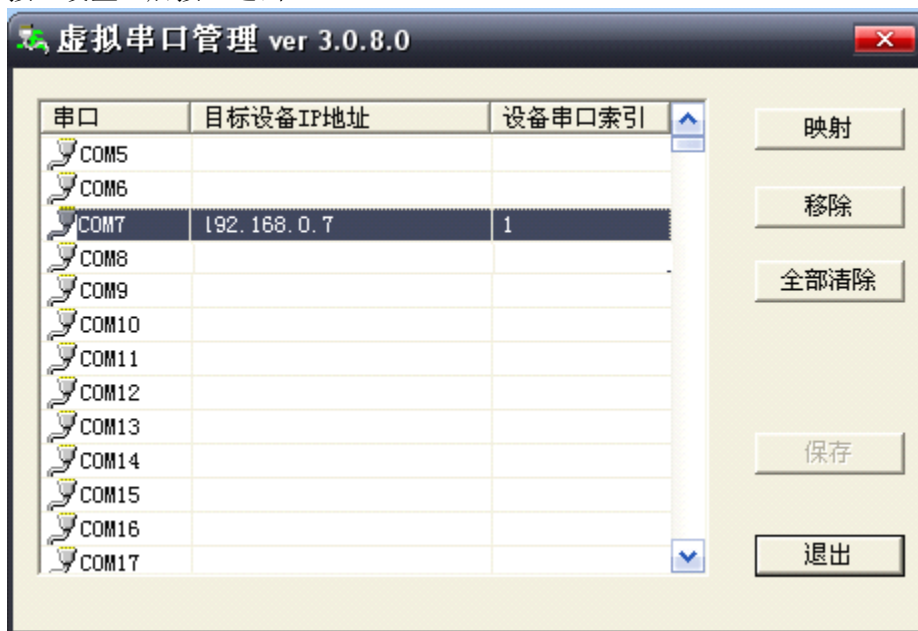 虚拟串口管理 ver 3.0.8.0
串口 目标设备IP地址 设备串口索引
映射
COM5
COM6
移除
COM7 192.168.0.7 1
COM8
全部清除
COM9
COM10
COM11
COM12
COM13
保存
COM14
COM15
COM16
退出
COM17